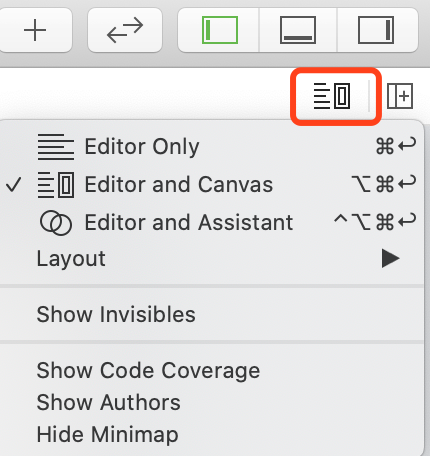 Editor Only ⌘↩
✓ Editor and Canvas ⌥⌘↩
Editor and Assistant ^⌥⌘↩
Layout ▶
Show Invisibles
Show Code Coverage
Show Authors
Hide Minimap